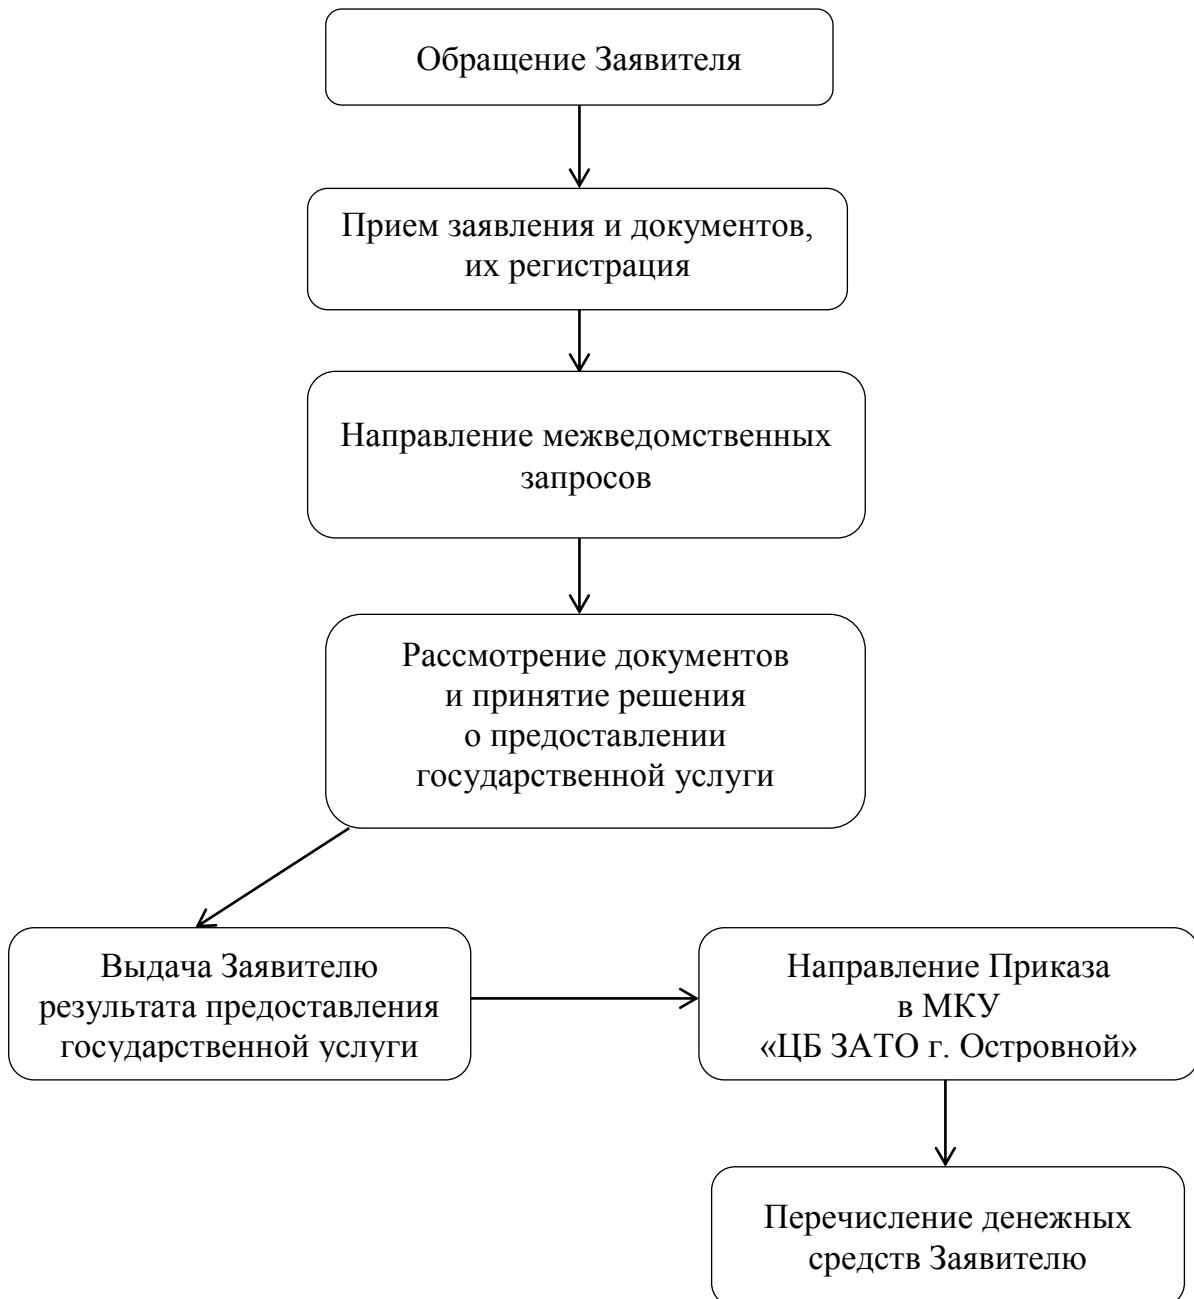 Обращение Заявителя
Прием заявления и документов,
их регистрация
Направление межведомственных
запросов
Рассмотрение документов
и принятие решения
о предоставлении
государственной услуги
Выдача Заявителю
результата предоставления
государственной услуги
Направление Приказа
в МКУ
«ЦБ ЗАТО г. Островной»
Перечисление денежных
средств Заявителю